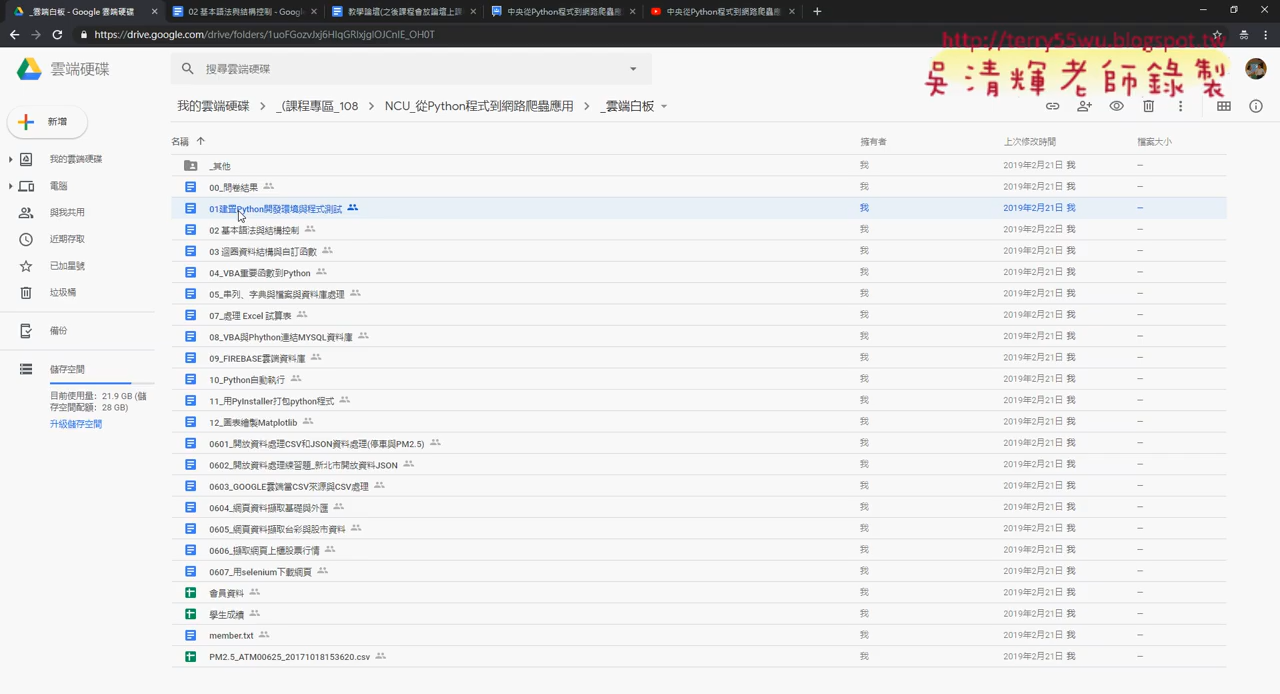 _雲端白板 - Google 雲端硬碟
02 基本語法與結構控制 - Google
教學論壇(之後課程會放論壇上課
中央從Python程式到網路爬蟲應
中央從Python程式到網路爬蟲應
https://drive.google.com/drive/folders/1uoFGozvJxj6HIqGRIxjgIOJCnIE_OH0T
http://terry55wu.blogspot.tw
吳清輝老師錄製
雲端硬碟
搜尋雲端硬碟
新增
我的雲端硬碟 > _(課程專區_108 > NCU_從Python程式到網路爬蟲應用 > _雲端白板
名稱 擁有者 上次修改時間 檔案大小
我的雲端硬碟
電腦
與我共用
近期存取
已加星號
垃圾桶
備份
儲存空間
目前使用量：21.9 GB (儲
存空間配額：28 GB)
升級儲存空間
_其他 我 2019年2月21日 我 —
00_問卷結果 我 2019年2月21日 我 —
01建置Python開發環境與程式測試 我 2019年2月21日 我 —
02 基本語法與結構控制 我 2019年2月22日 我 —
03 迴圈資料結構與自訂函數 我 2019年2月21日 我 —
04_VBA重要函數到Python 我 2019年2月21日 我 —
05_串列、字典與檔案與資料庫處理 我 2019年2月21日 我 —
07_處理 Excel 試算表 我 2019年2月21日 我 —
08_VBA與Phython連結MYSQL資料庫 我 2019年2月21日 我 —
09_FIREBASE雲端資料庫 我 2019年2月21日 我 —
10_Python自動執行 我 2019年2月21日 我 —
11_用PyInstaller打包python程式 我 2019年2月21日 我 —
12_圖表繪製Matplotlib 我 2019年2月21日 我 —
0601_開放資料處理CSV和JSON資料處理(停車與PM2.5) 我 2019年2月21日 我 —
0602_開放資料處理練習題_新北市開放資料JSON 我 2019年2月21日 我 —
0603_GOOGLE雲端當CSV來源與CSV處理 我 2019年2月21日 我 —
0604_網頁資料擷取基礎與外匯 我 2019年2月21日 我 —
0605_網頁資料擷取台彩與股市資料 我 2019年2月21日 我 —
0606_擷取網頁上櫃股票行情 我 2019年2月21日 我 —
0607_用selenium下載網頁 我 2019年2月21日 我 —
會員資料 我 2019年2月21日 我 —
學生成績 我 2019年2月21日 我 —
member.txt 我 2019年2月21日 我 —
PM2.5_ATM00625_20171018153620.csv 我 2019年2月21日 我 —